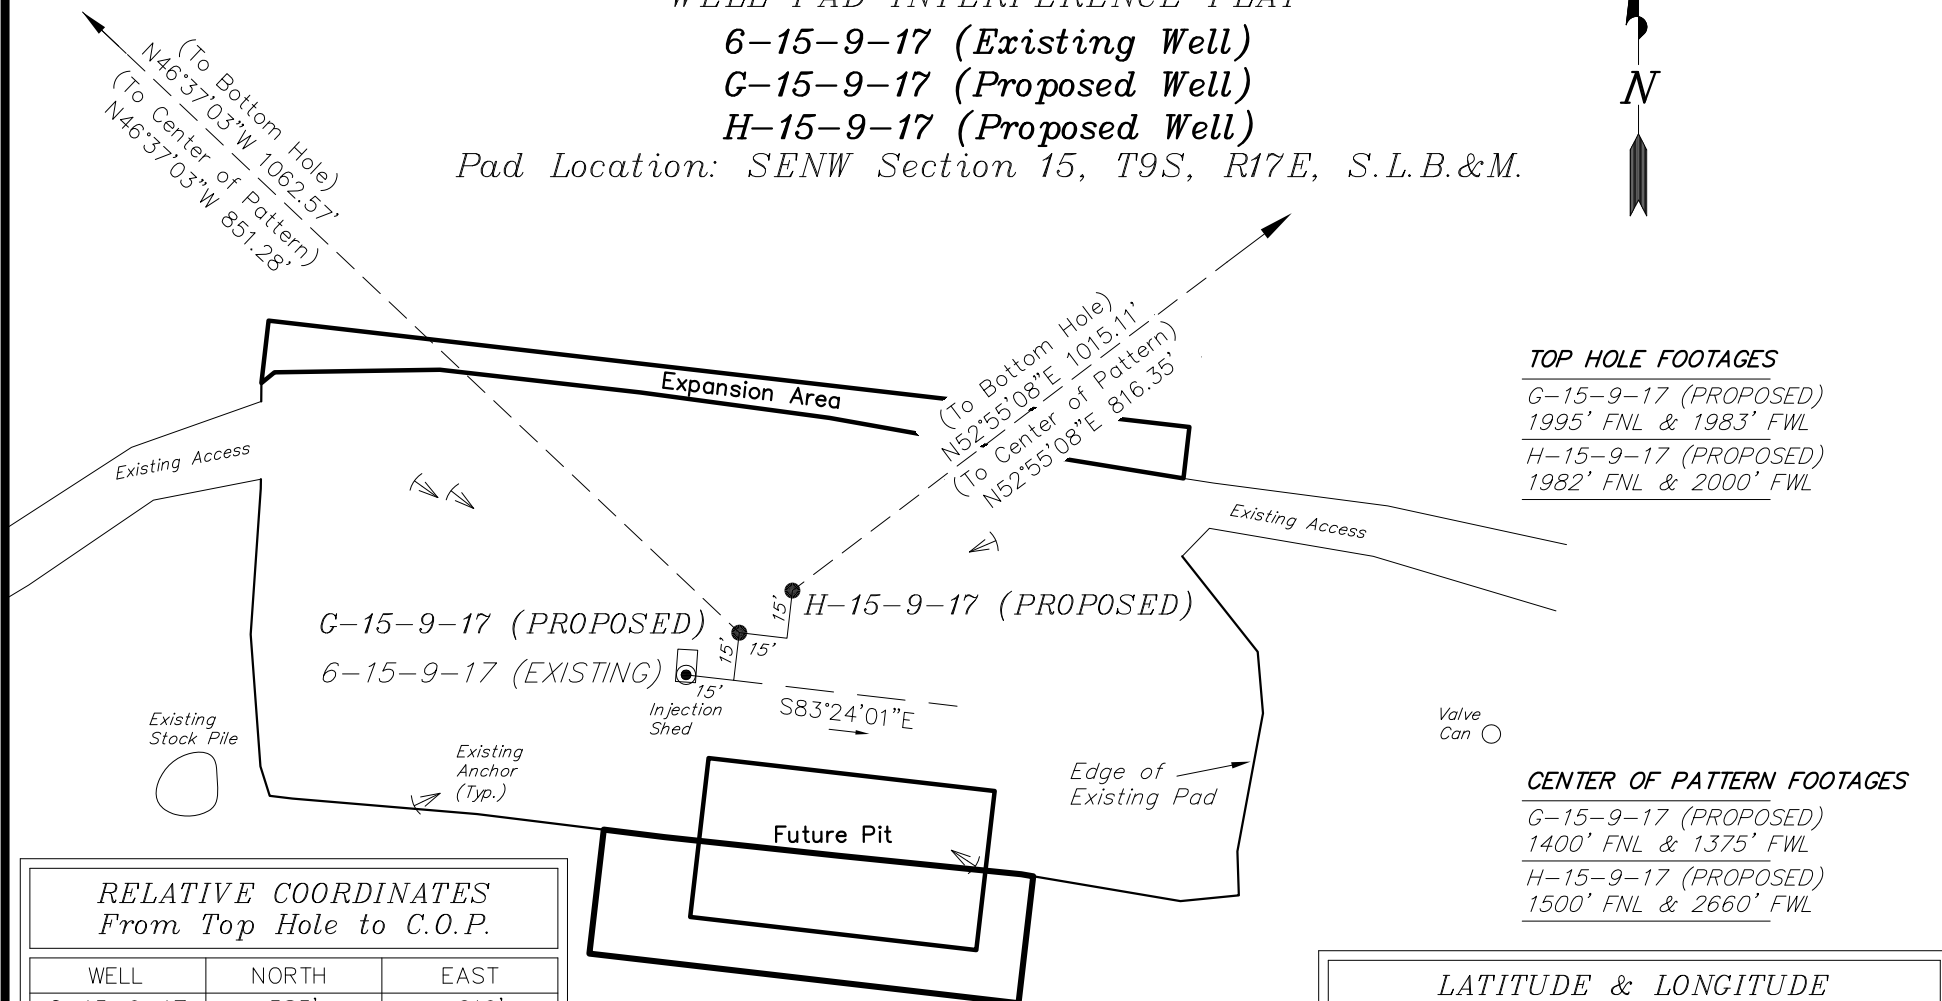 6-15-9-17 (Existing Well)
G-15-9-17 (Proposed Well)
H-15-9-17 (Proposed Well)
Pad Location: SENW Section 15, T9S, R17E, S.L.B.&M.
N
(To Bottom Hole)
N46°37'03"W 1062.57'
(To Center of Pattern)
N46°37'03"W 851.28'
(To Bottom Hole)
N52°55'08"E 1015.11'
(To Center of Pattern)
N52°55'08"E 816.35'
TOP HOLE FOOTAGES
G-15-9-17 (PROPOSED)
1995' FNL & 1983' FWL
H-15-9-17 (PROPOSED)
1982' FNL & 2000' FWL
Expansion Area
Existing Access
Existing Access
15'
H-15-9-17 (PROPOSED)
G-15-9-17 (PROPOSED)
15'
15'
6-15-9-17 (EXISTING)
15'
Injection
Shed
S83°24'01"E
Existing
Stock Pile
Existing
Anchor
(Typ.)
Valve
Can
Edge of
Existing Pad
Future Pit
CENTER OF PATTERN FOOTAGES
G-15-9-17 (PROPOSED)
1400' FNL & 1375' FWL
H-15-9-17 (PROPOSED)
1500' FNL & 2660' FWL
RELATIVE COORDINATES
From Top Hole to C.O.P.
WELL NORTH EAST
LATITUDE & LONGITUDE